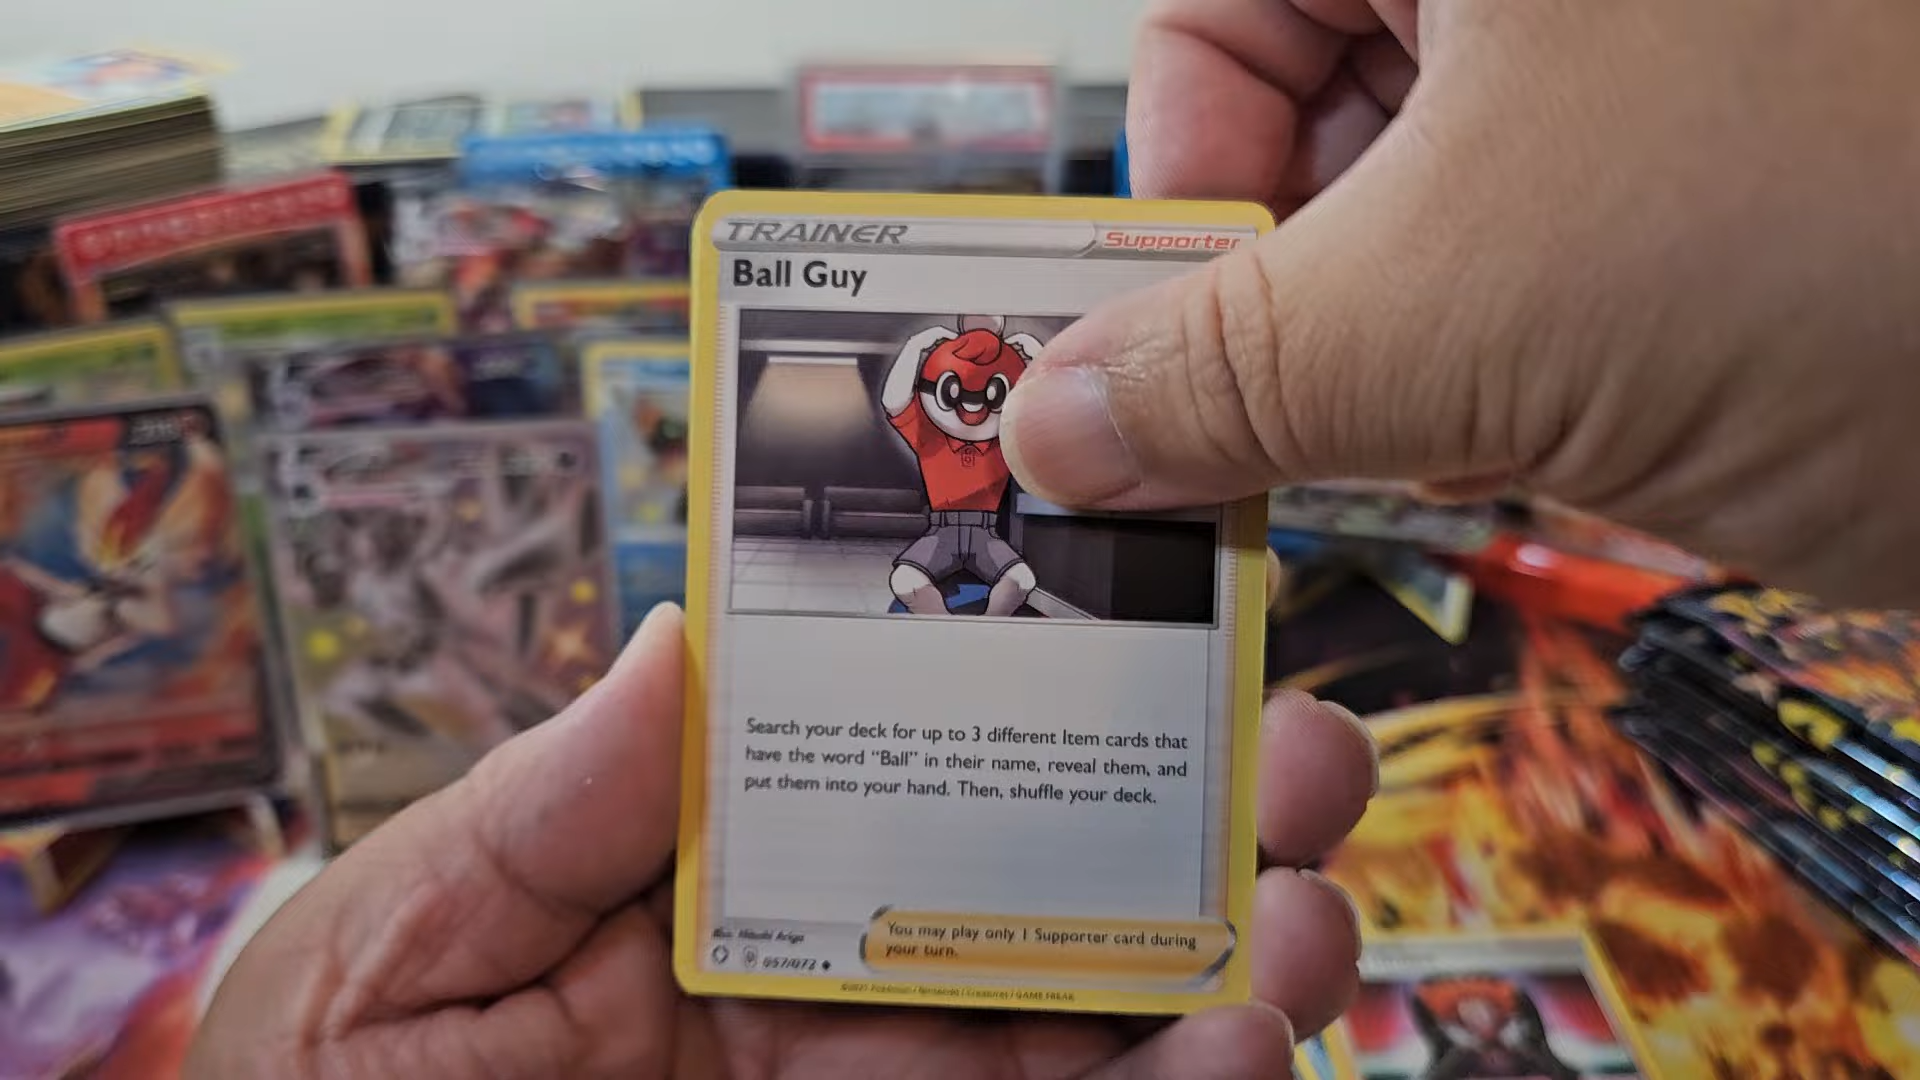 TRAINER Supporter
Ball Guy
Search your deck for up to 3 different Item cards that
have the word “Ball” in their name, reveal them, and
put them into your hand. Then, shuffle your deck.
You may play only 1 Supporter card during
your turn.
Illus. Hitoshi Ariga
057/072
©2021 Pokémon / Nintendo / Creatures / GAME FREAK